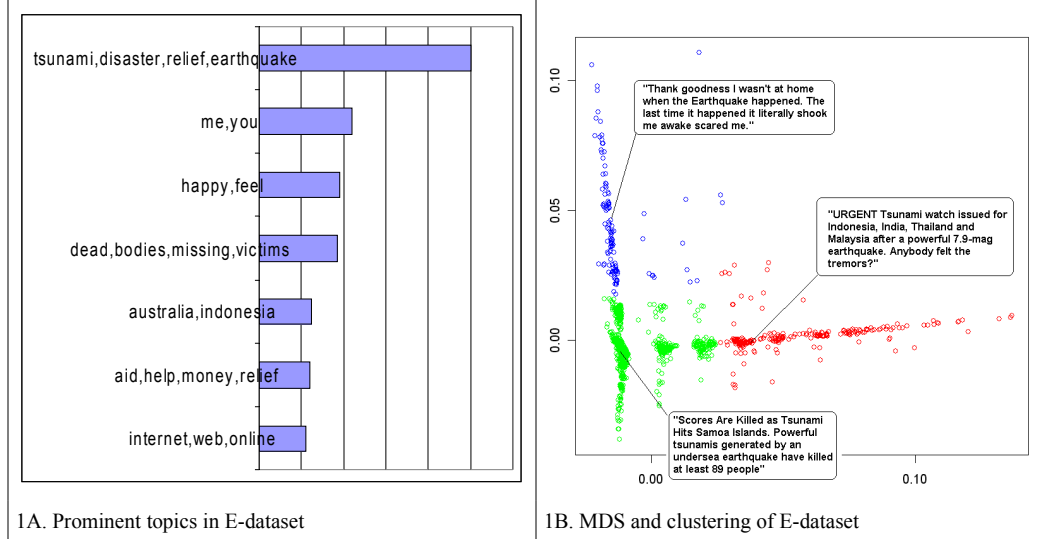 tsunami,disaster,relief,earthquake
me,you
happy,feel
dead,bodies,missing,victims
australia,indonesia
aid,help,money,relief
internet,web,online
1A. Prominent topics in E-dataset
0.10
0.05
0.00
"Thank goodness I wasn't at home
when the Earthquake happened. The
last time it happened it literally shook
me awake scared me."
"URGENT Tsunami watch issued for
Indonesia, India, Thailand and
Malaysia after a powerful 7.9-mag
earthquake. Anybody felt the
tremors?"
"Scores Are Killed as Tsunami
Hits Samoa Islands. Powerful
tsunamis generated by an
undersea earthquake have killed
at least 89 people"
0.00
0.10
1B. MDS and clustering of E-dataset